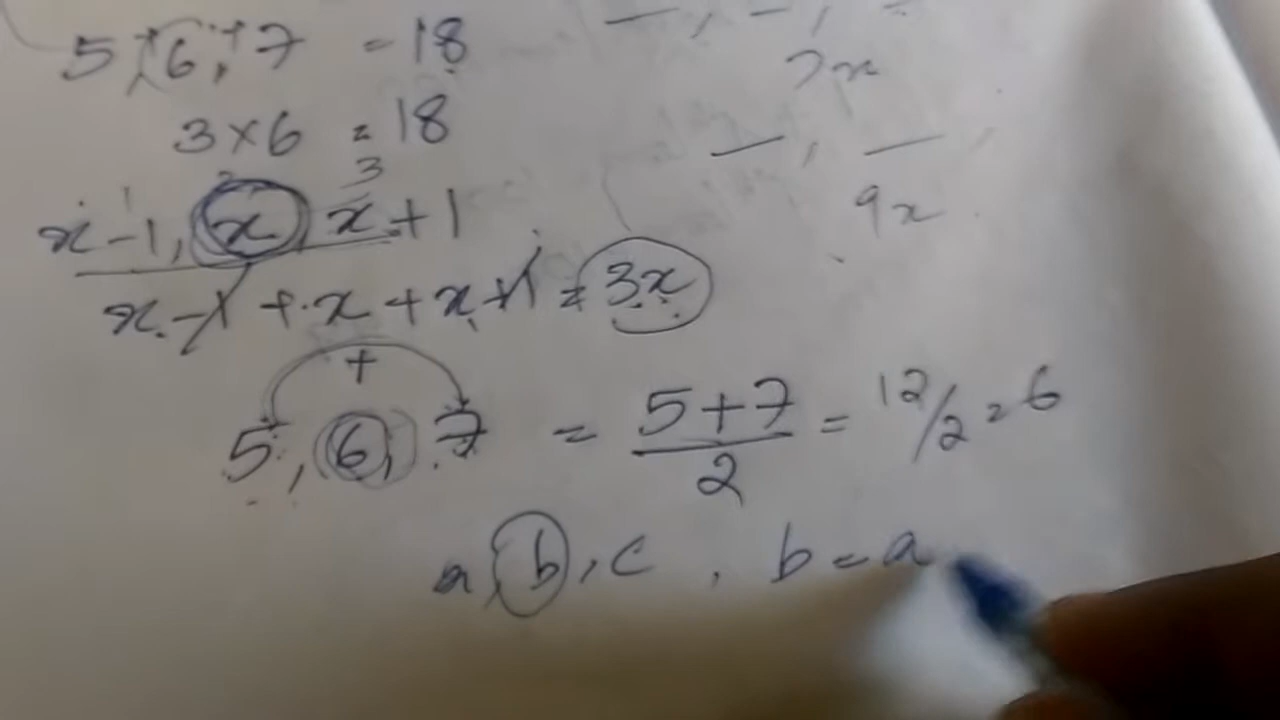 5, 6, 7 = 18
3 × 6 = 18
x - 1, x, x + 1
x - 1 + x + x + 1 = 3x
5, 6, 7 = (5+7)/2 = 12/2 = 6
a, b, c, b = a
9x